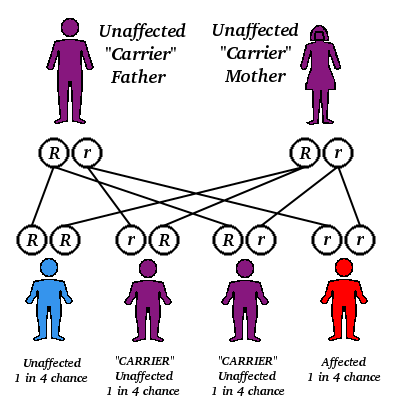 Unaffected
"Carrier"
Father
Unaffected
"Carrier"
Mother
R r R r
R R r R R r r r
Unaffected
1 in 4 chance
"CARRIER"
Unaffected
1 in 4 chance
"CARRIER"
Unaffected
1 in 4 chance
Affected
1 in 4 chance